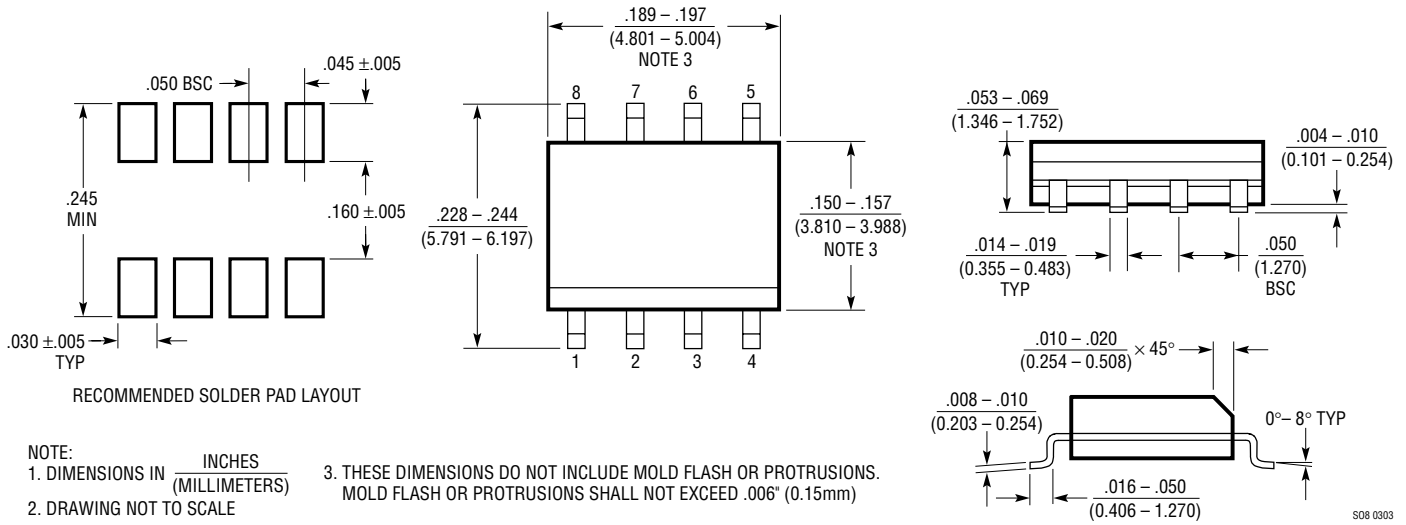 .050 BSC
.045 ±.005
.245
MIN
.160 ±.005
.030 ±.005
TYP
RECOMMENDED SOLDER PAD LAYOUT
.189 – .197
(4.801 – 5.004)
NOTE 3
8 7 6 5
.228 – .244
(5.791 – 6.197)
.150 – .157
(3.810 – 3.988)
NOTE 3
1 2 3 4
.053 – .069
(1.346 – 1.752)
.004 – .010
(0.101 – 0.254)
.014 – .019
(0.355 – 0.483)
TYP
.050
(1.270)
BSC
.010 – .020
(0.254 – 0.508)
× 45°
.008 – .010
(0.203 – 0.254)
0°– 8° TYP
.016 – .050
(0.406 – 1.270)
NOTE:
1. DIMENSIONS IN INCHES
(MILLIMETERS)
2. DRAWING NOT TO SCALE
3. THESE DIMENSIONS DO NOT INCLUDE MOLD FLASH OR PROTRUSIONS.
MOLD FLASH OR PROTRUSIONS SHALL NOT EXCEED .006" (0.15mm)
SO8 0303